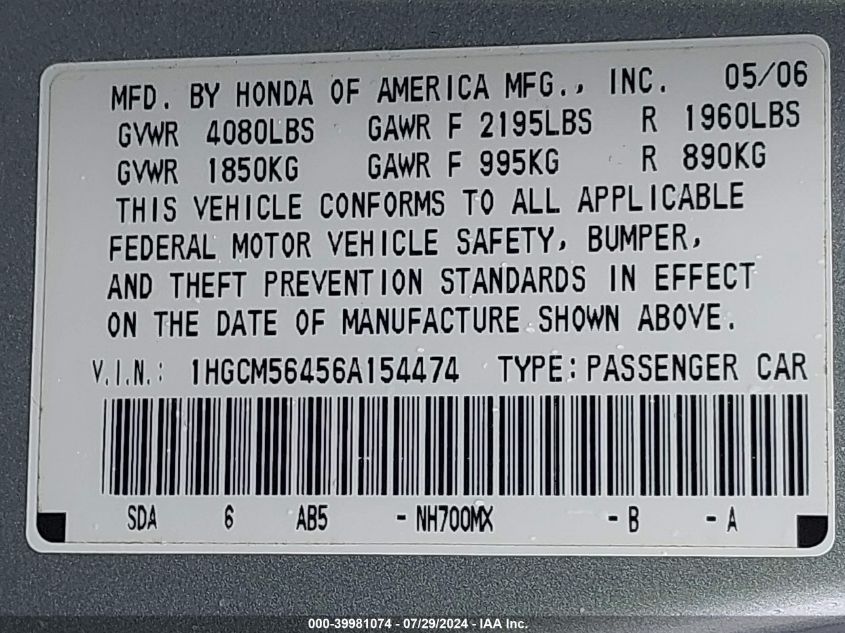 MFD. BY HONDA OF AMERICA MFG., INC. 05/06
GVWR 4080LBS GAWR F 2195LBS R 1960LBS
GVWR 1850KG GAWR F 995KG R 890KG
THIS VEHICLE CONFORMS TO ALL APPLICABLE
FEDERAL MOTOR VEHICLE SAFETY, BUMPER,
AND THEFT PREVENTION STANDARDS IN EFFECT
ON THE DATE OF MANUFACTURE SHOWN ABOVE.
V.I.N.: 1HGCM56456A154474 TYPE: PASSENGER CAR
SDA 6 AB5 - NH700MX - B - A
000-39981074 / 07/29/2024 - IAA Inc.